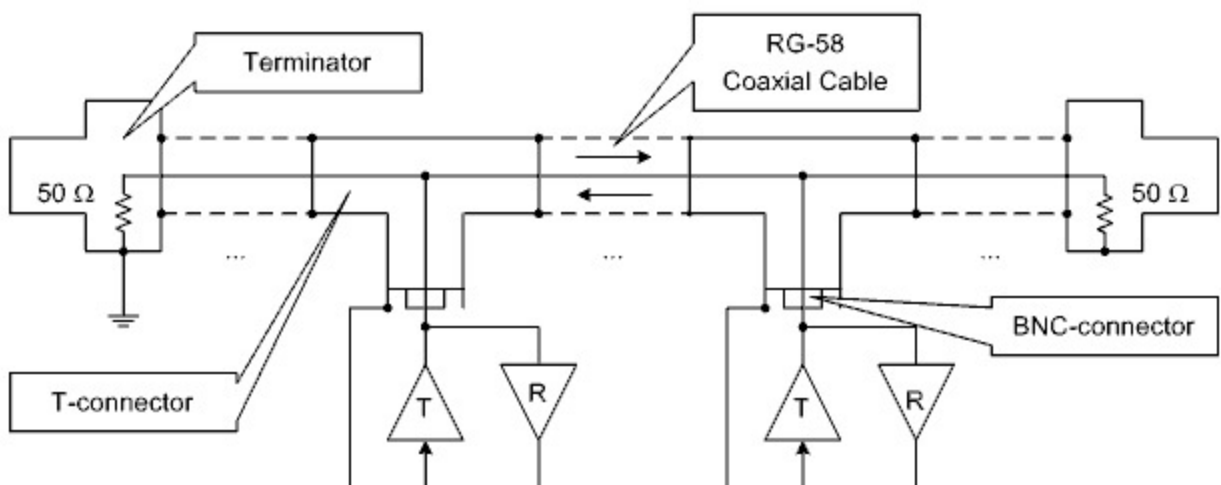 Terminator
RG-58
Coaxial Cable
50 Ω
50 Ω
...
...
...
BNC-connector
T-connector
T
R
T
R